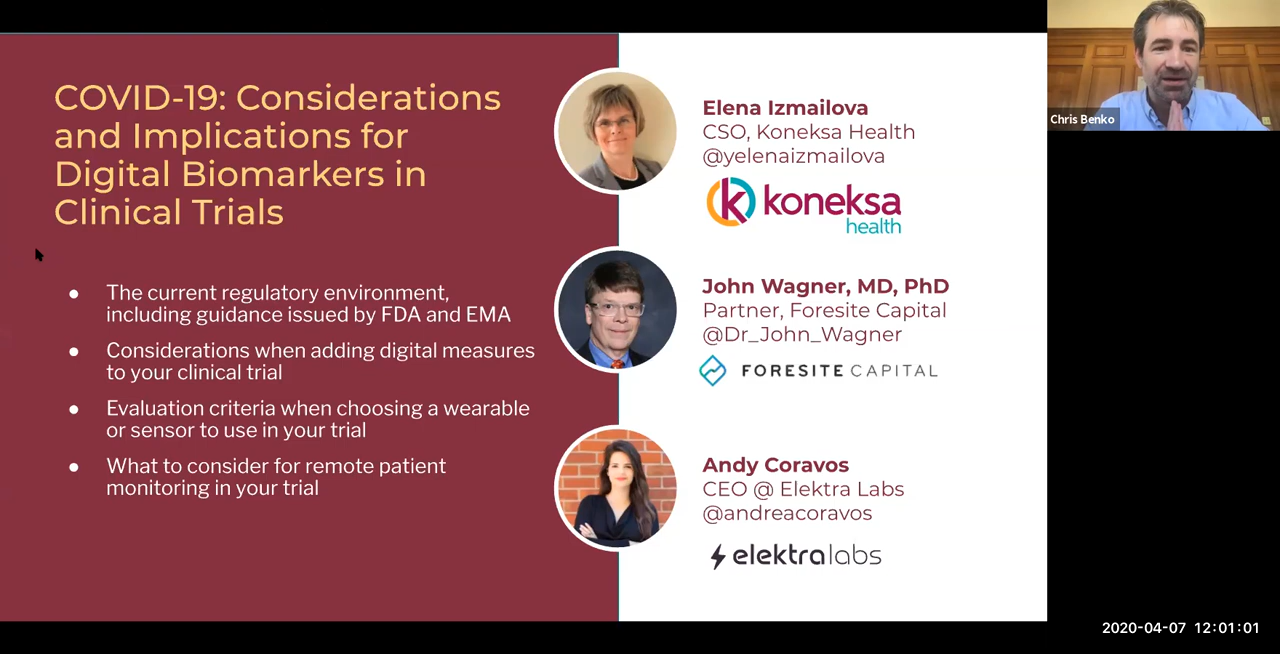 COVID-19: Considerations
and Implications for
Digital Biomarkers in
Clinical Trials
● The current regulatory environment,
including guidance issued by FDA and EMA
● Considerations when adding digital measures
to your clinical trial
● Evaluation criteria when choosing a wearable
or sensor to use in your trial
● What to consider for remote patient
monitoring in your trial
Elena Izmailova
CSO, Koneksa Health
@yelenaizmailova
k koneksa
health
John Wagner, MD, PhD
Partner, Foresite Capital
@Dr_John_Wagner
FORESITE CAPITAL
Andy Coravos
CEO @ Elektra Labs
@andreacoravos
elektralabs
Chris Benko
2020-04-07 12:01:01